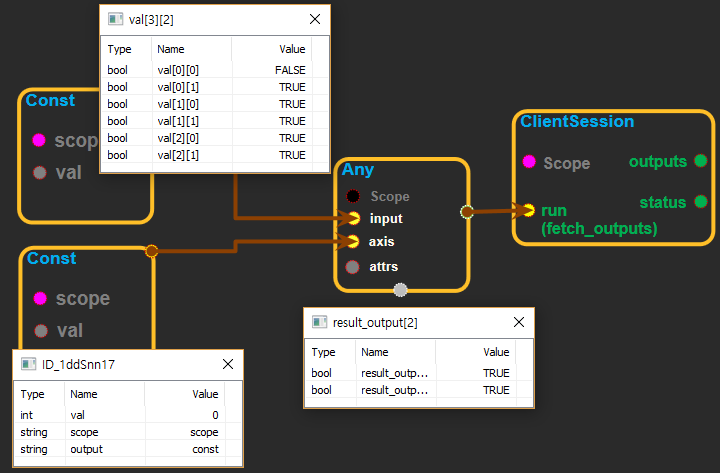 val[3][2]
Type Name Value
bool val[0][0] FALSE
bool val[0][1] TRUE
bool val[1][0] TRUE
bool val[1][1] TRUE
bool val[2][0] TRUE
bool val[2][1] TRUE
Const
scope
val
Const
scope
val
ID_1ddSnn17
Type Name Value
int val 0
string scope scope
string output const
Any
Scope
input
axis
attrs
result_output[2]
Type Name Value
bool result_outp... TRUE
bool result_outp... TRUE
ClientSession
Scope outputs
status
run
(fetch_outputs)